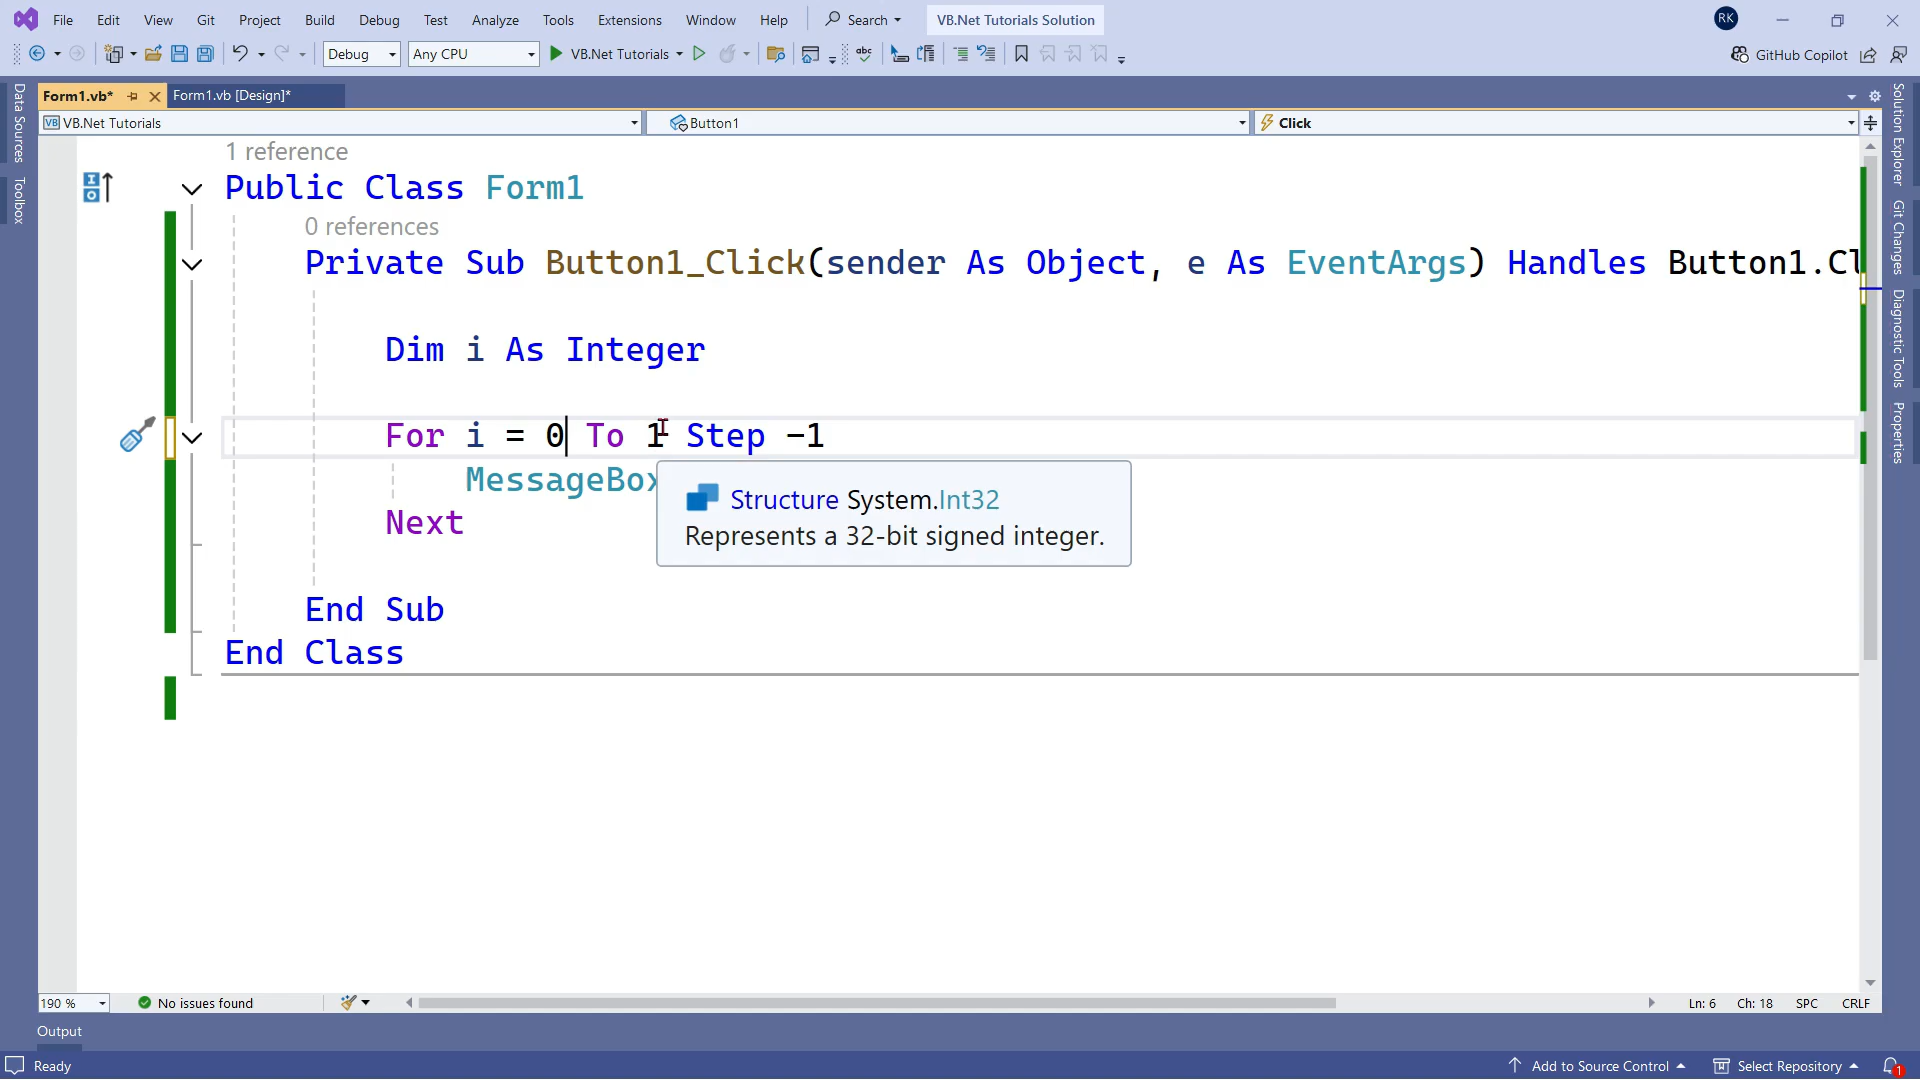 File Edit View Git Project Build Debug Test Analyze Tools Extensions Window Help Search VB.Net Tutorials Solution RK
Debug Any CPU VB.Net Tutorials abc GitHub Copilot
Form1.vb* Form1.vb [Design]*
VB VB.Net Tutorials Button1 Click
Data Sources
Toolbox
1 reference
Public Class Form1
0 references
Private Sub Button1_Click(sender As Object, e As EventArgs) Handles Button1.Cl
Dim i As Integer
For i = 0 To 1 Step -1
MessageBox
Structure System.Int32
Represents a 32-bit signed integer.
Next
End Sub
End Class
Solution Explorer
Git Changes
Diagnostic Tools
Properties
190 % No issues found Ln: 6 Ch: 18 SPC CRLF
Output
Ready Add to Source Control Select Repository 1